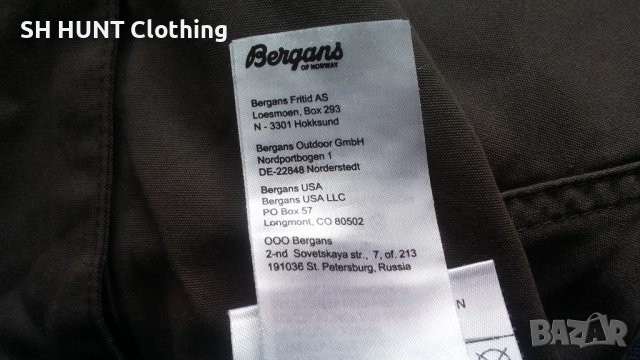 SH HUNT Clothing
Bergans
OF NORWAY
Bergans Fritid AS
Loesmoen, Box 293
N - 3301 Hokksund
Bergans Outdoor GmbH
Nordportbogen 1
DE-22848 Norderstedt
Bergans USA
Bergans USA LLC
PO Box 57
Longmont, CO 80502
OOO Bergans
2-nd Sovetskaya str., 7, of. 213
191036 St. Petersburg, Russia
N
BAZAR